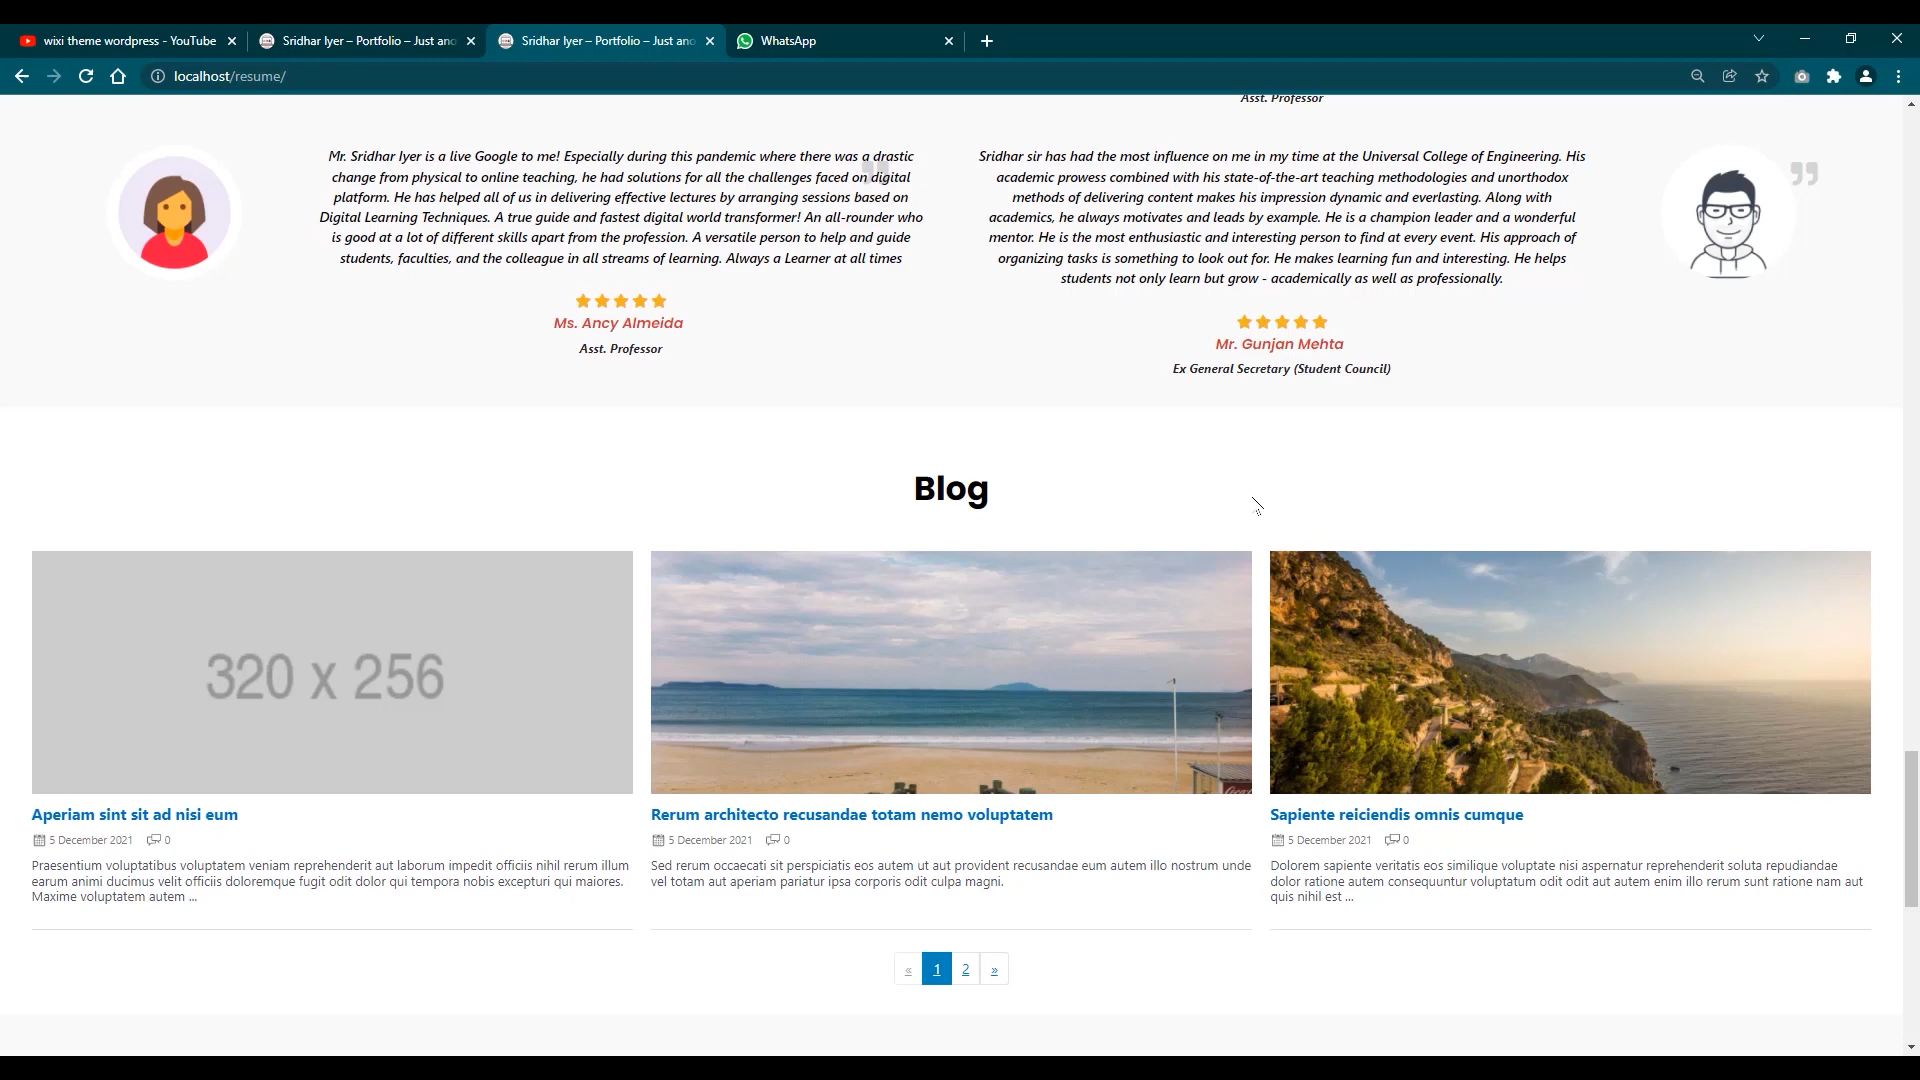 wixi theme wordpress - YouTube
Sridhar Iyer – Portfolio – Just ano
Sridhar Iyer – Portfolio – Just ano
WhatsApp
localhost/resume/
Asst. Professor
Mr. Sridhar Iyer is a live Google to me! Especially during this pandemic where there was a drastic
change from physical to online teaching, he had solutions for all the challenges faced on digital
platform. He has helped all of us in delivering effective lectures by arranging sessions based on
Digital Learning Techniques. A true guide and fastest digital world transformer! An all-rounder who
is good at a lot of different skills apart from the profession. A versatile person to help and guide
students, faculties, and the colleague in all streams of learning. Always a Learner at all times
Ms. Ancy Almeida
Asst. Professor
Sridhar sir has had the most influence on me in my time at the Universal College of Engineering. His
academic prowess combined with his state-of-the-art teaching methodologies and unorthodox
methods of delivering content makes his impression dynamic and everlasting. Along with
academics, he always motivates and leads by example. He is a champion leader and a wonderful
mentor. He is the most enthusiastic and interesting person to find at every event. His approach of
organizing tasks is something to look out for. He makes learning fun and interesting. He helps
students not only learn but grow - academically as well as professionally.
Mr. Gunjan Mehta
Ex General Secretary (Student Council)
Blog
320 x 256
Aperiam sint sit ad nisi eum
5 December 2021 0
Praesentium voluptatibus voluptatem veniam reprehenderit aut laborum impedit officiis nihil rerum illum
earum animi ducimus velit officiis doloremque fugit odit dolor qui tempora nobis excepturi qui maiores.
Maxime voluptatem autem ...
Rerum architecto recusandae totam nemo voluptatem
5 December 2021 0
Sed rerum occaecati sit perspiciatis eos autem ut aut provident recusandae eum autem illo nostrum unde
vel totam aut aperiam pariatur ipsa corporis odit culpa magni.
Sapiente reiciendis omnis cumque
5 December 2021 0
Dolorem sapiente veritatis eos similique voluptate nisi aspernatur reprehenderit soluta repudiandae
dolor ratione autem consequuntur voluptatum odit odit aut autem enim illo rerum sunt ratione nam aut
quis nihil est ...
« 1 2 »